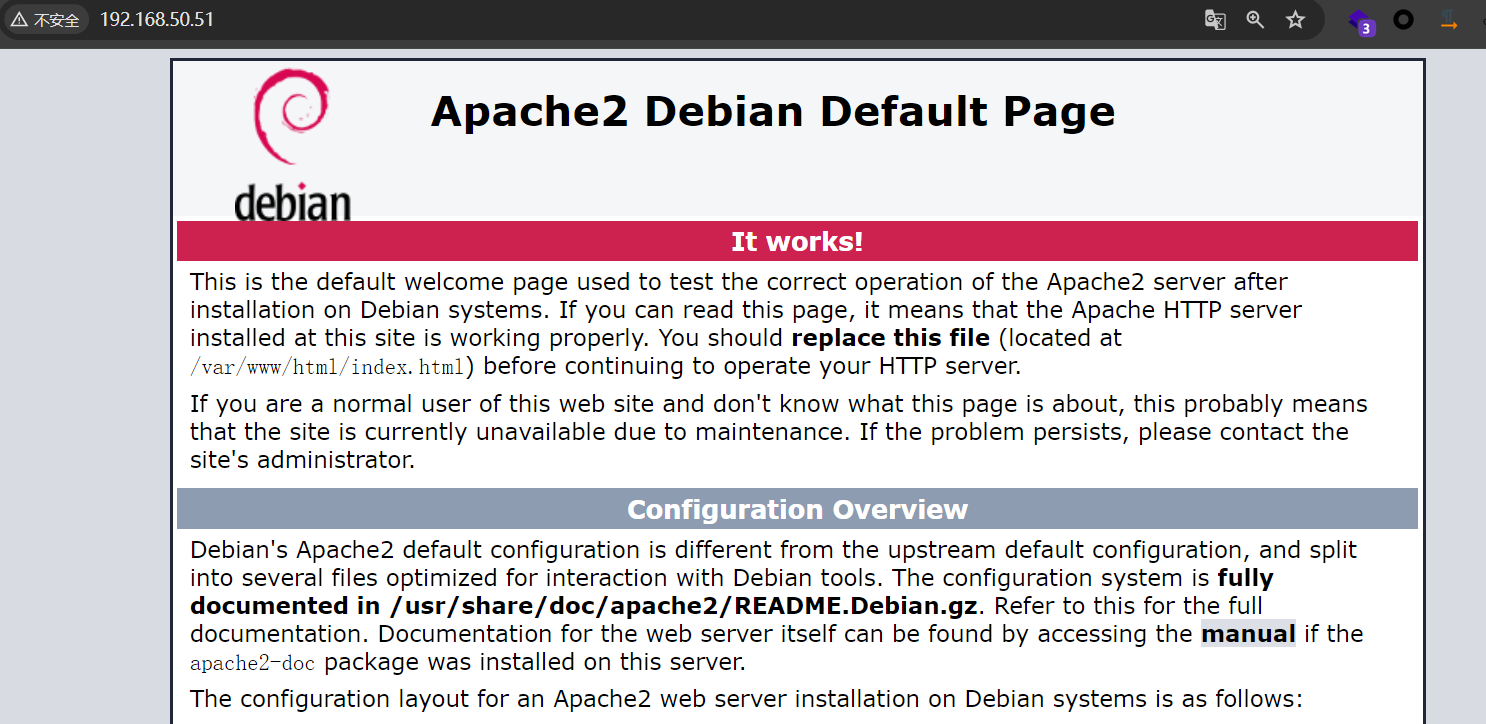 不安全 192.168.50.51
3
debian
Apache2 Debian Default Page
It works!
This is the default welcome page used to test the correct operation of the Apache2 server after
installation on Debian systems. If you can read this page, it means that the Apache HTTP server
installed at this site is working properly. You should replace this file (located at
/var/www/html/index.html) before continuing to operate your HTTP server.
If you are a normal user of this web site and don't know what this page is about, this probably means
that the site is currently unavailable due to maintenance. If the problem persists, please contact the
site's administrator.
Configuration Overview
Debian's Apache2 default configuration is different from the upstream default configuration, and split
into several files optimized for interaction with Debian tools. The configuration system is fully
documented in /usr/share/doc/apache2/README.Debian.gz. Refer to this for the full
documentation. Documentation for the web server itself can be found by accessing the manual if the
apache2-doc package was installed on this server.
The configuration layout for an Apache2 web server installation on Debian systems is as follows: